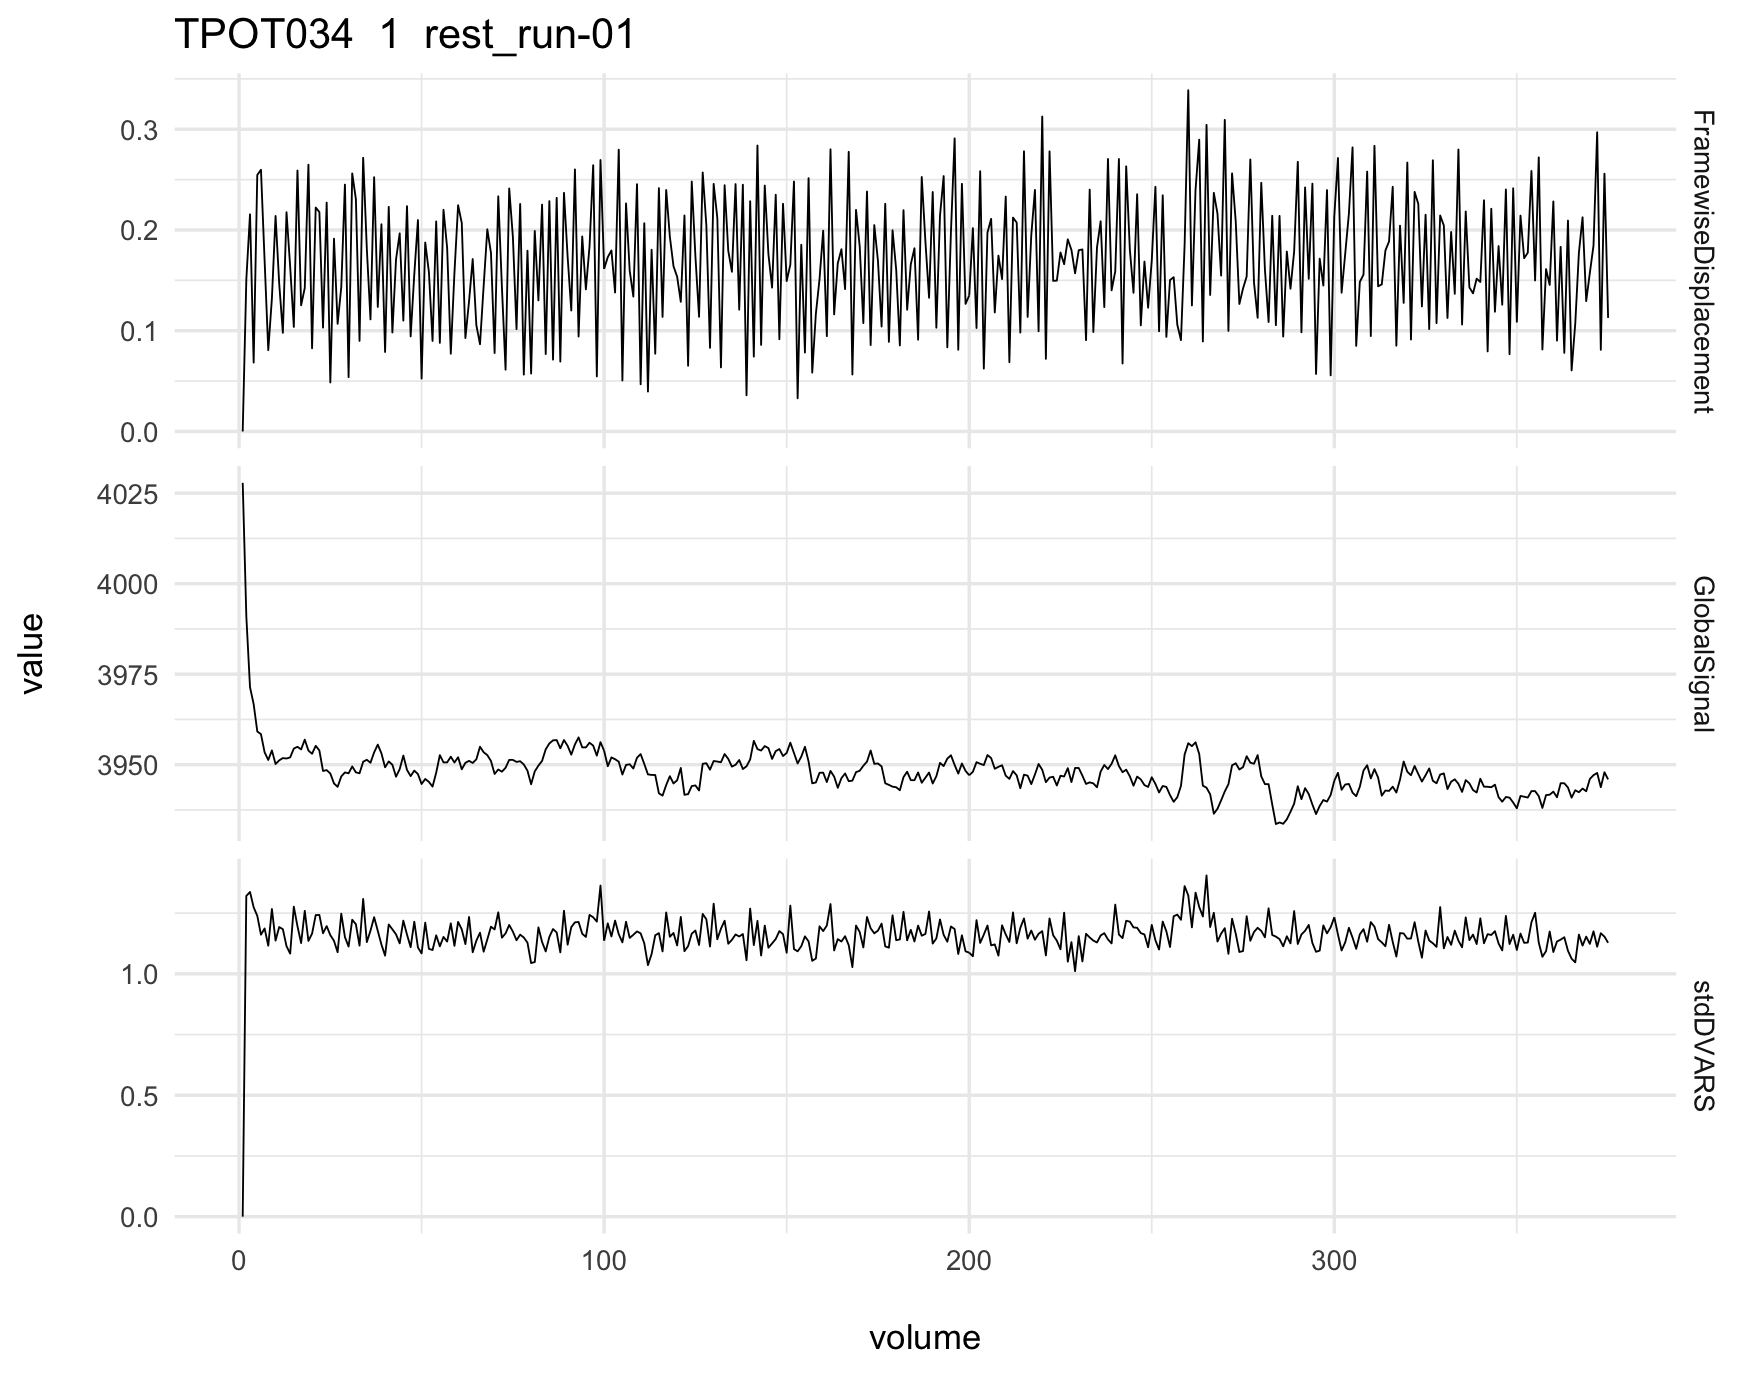 TPOT034 1 rest_run-01
0.3
0.2
0.1
0.0
FramewiseDisplacement
4025
4000
3975
3950
GlobalSignal
value
1.0
0.5
0.0
stdDVARS
0 100 200 300
volume